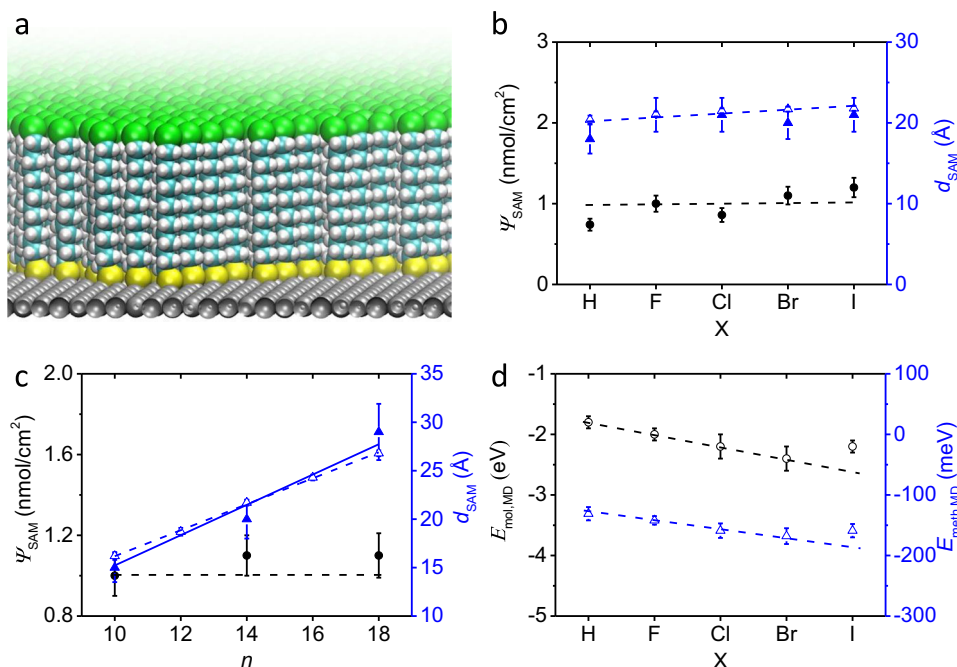 a
b
3
2
1
0
Ψ_SAM (nmol/cm²)
30
20
10
0
d_SAM (Å)
H F Cl Br I
X
c
2.0
1.6
1.2
0.8
Ψ_SAM (nmol/cm²)
35
30
25
20
15
10
d_SAM (Å)
10 12 14 16 18
n
d
-1
-2
-3
-4
-5
E_mol,MD (eV)
100
0
-100
-200
-300
E_meth,MD (meV)
H F Cl Br I
X